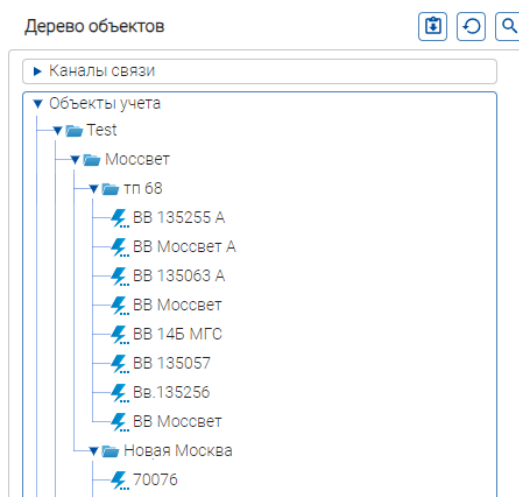 Дерево объектов
Каналы связи
Объекты учета
Test
Моссвет
тп 68
ВВ 135255 А
ВВ Моссвет А
ВВ 135063 А
ВВ Моссвет
ВВ 14Б МГС
ВВ 135057
Вв.135256
ВВ Моссвет
Новая Москва
70076